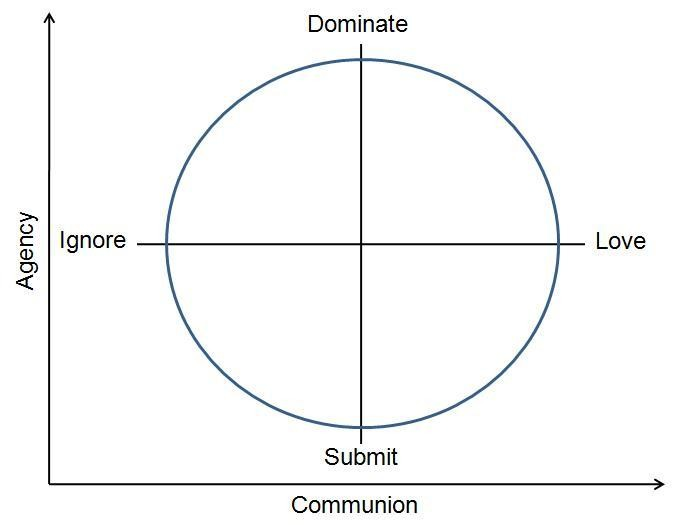 Dominate
Agency
Ignore
Love
Submit
Communion